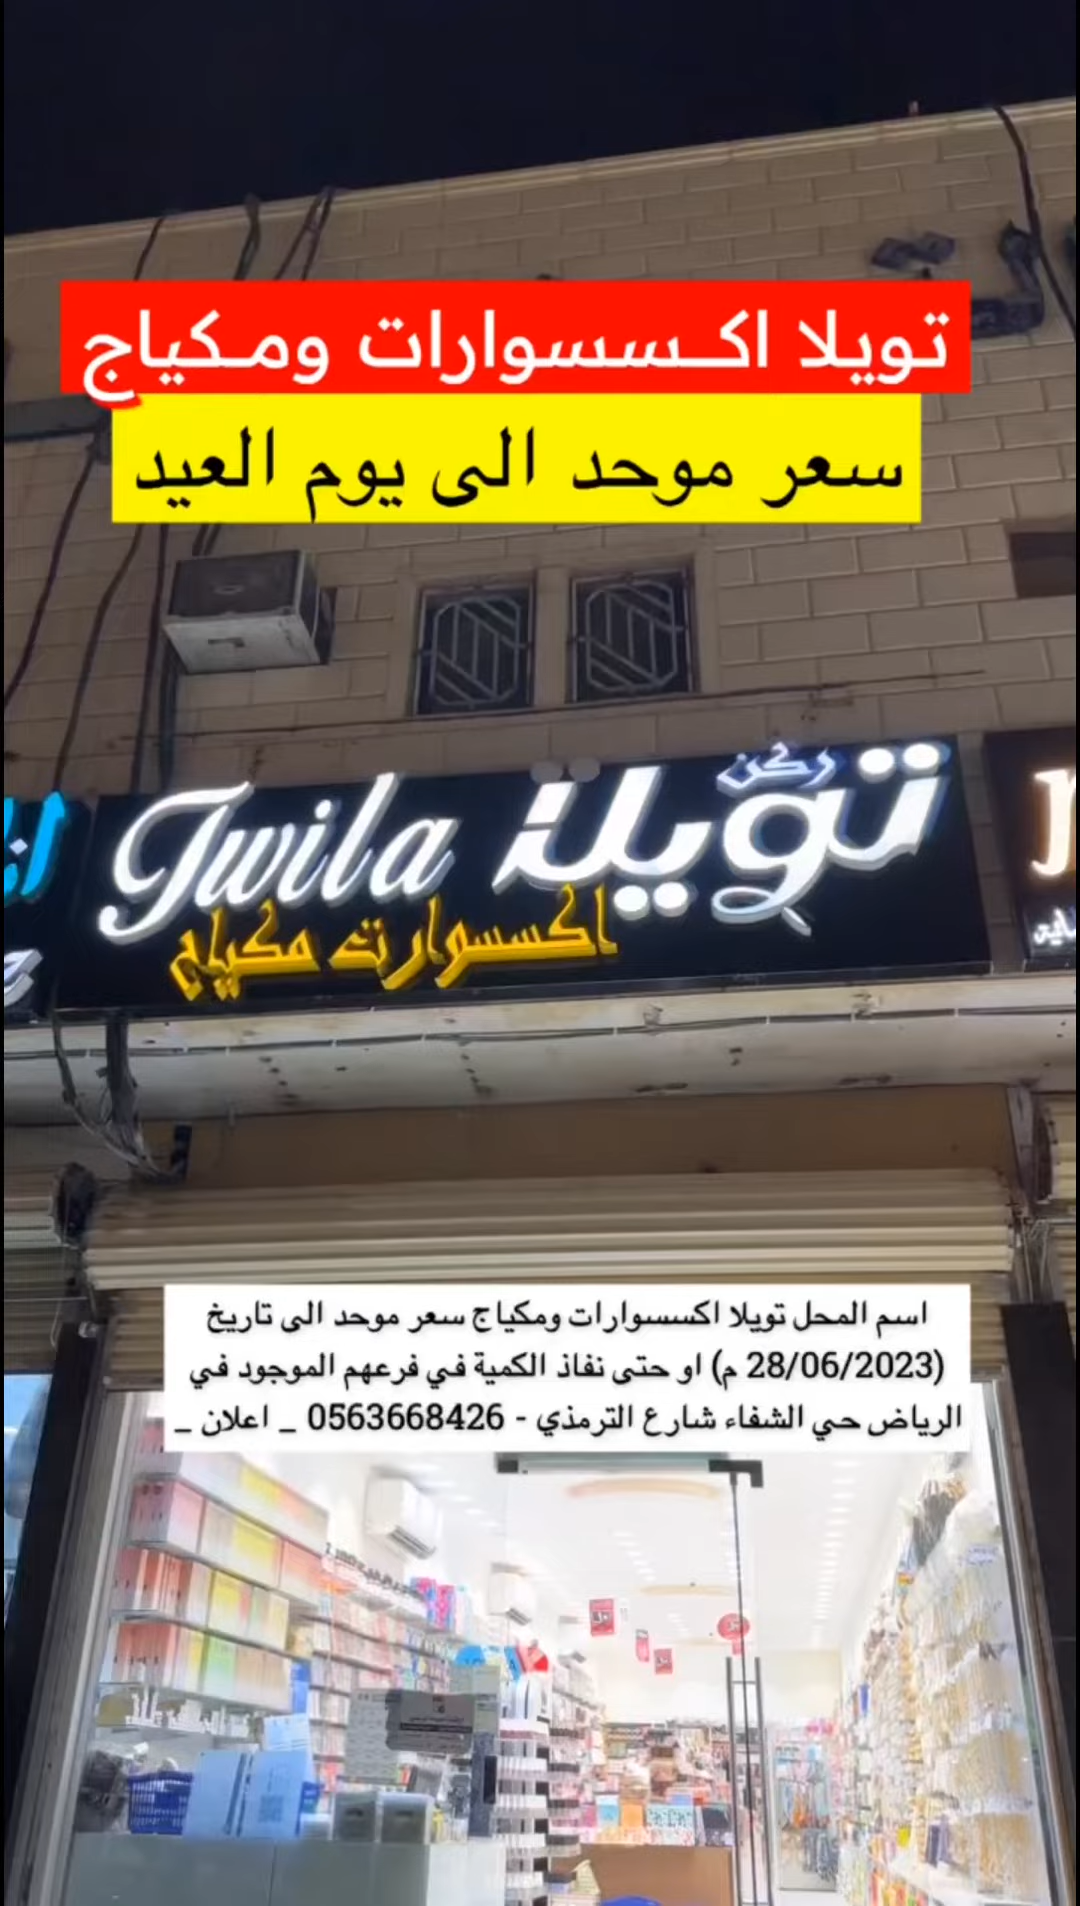 تويلا اكسسوارات ومكياج
سعر موحد الى يوم العيد
ركن
تويلا Twila
اكسسوارات مكياج
اسم المحل تويلا اكسسوارات ومكياج سعر موحد الى تاريخ
(28/06/2023 م) او حتى نفاذ الكمية في فرعهم الموجود في
الرياض حي الشفاء شارع الترمذي - 0563668426 _ اعلان _